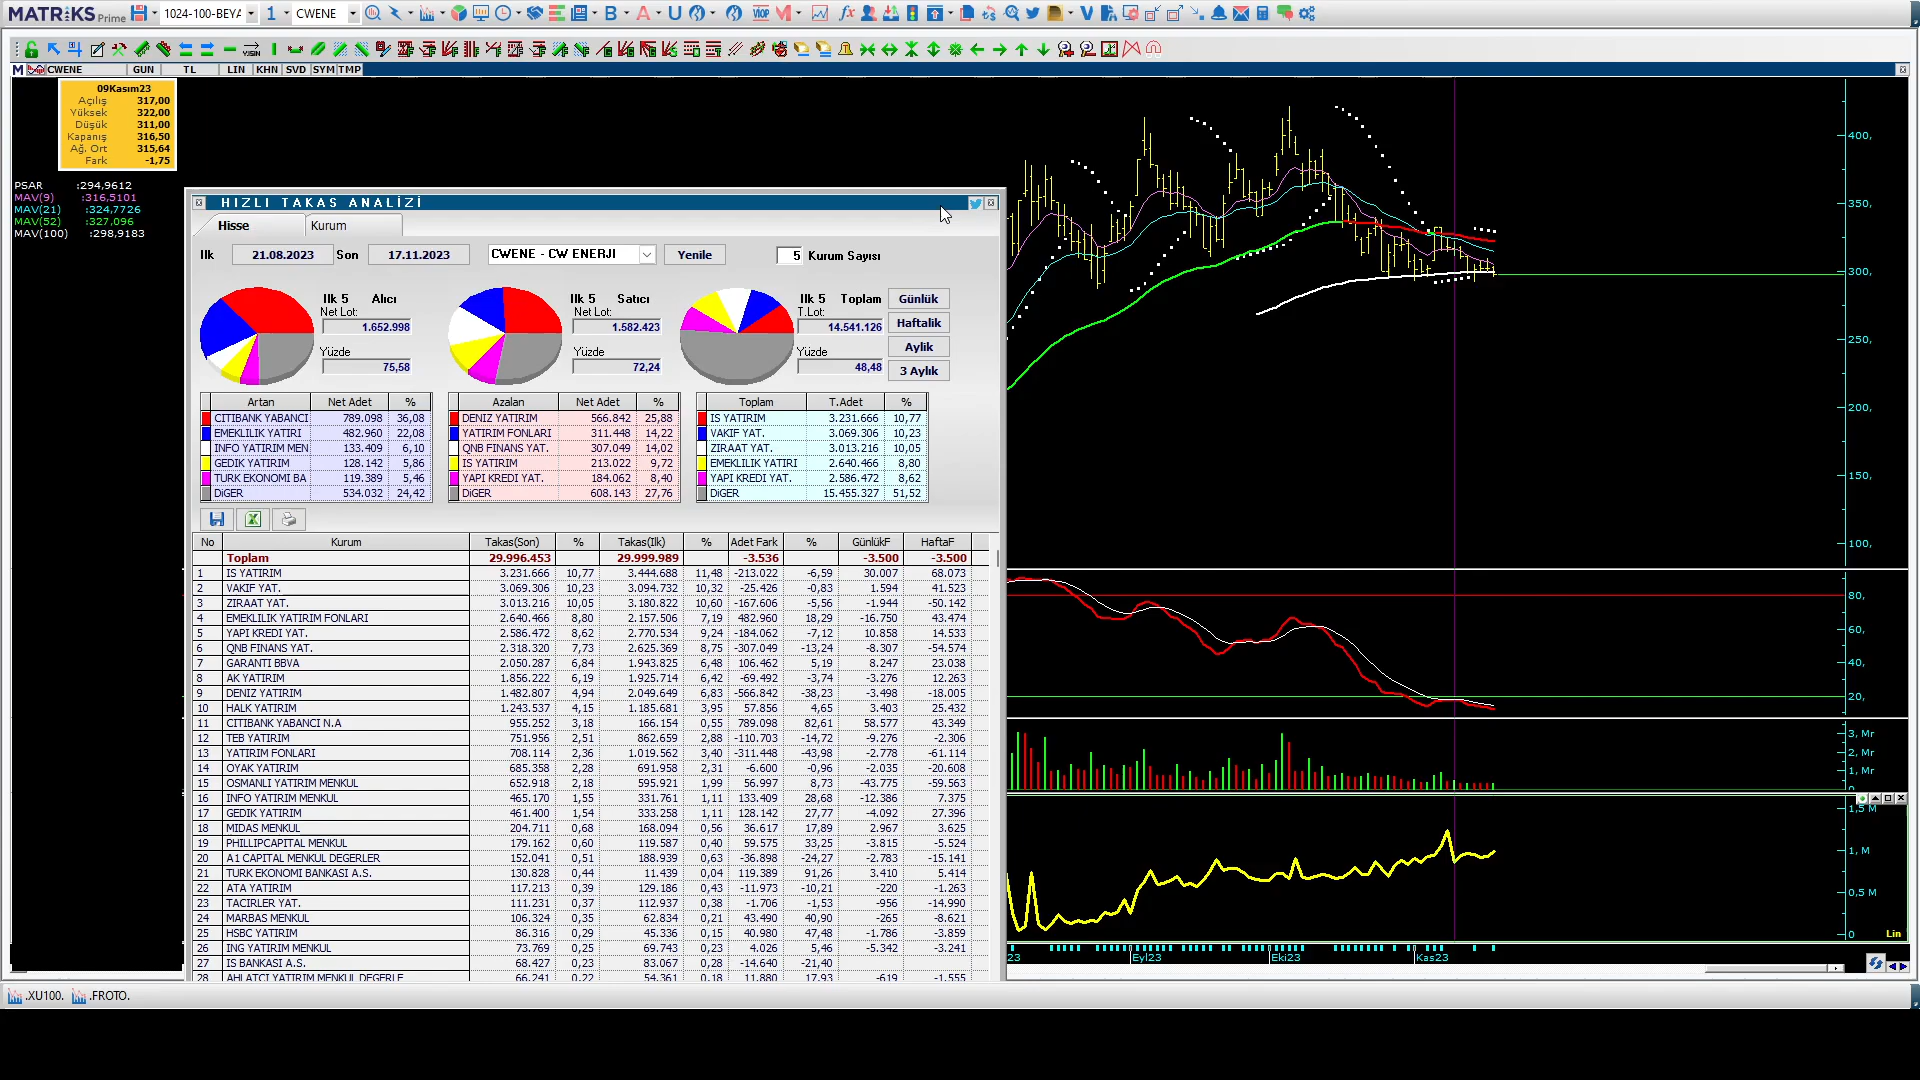 MATRIKS Prime 1024-100-BEYA 1 CWENE
M CWENE GUN TL LIN KHN SVD SYM TMP
09Kasım23
Açılış 317,00
Yüksek 322,00
Düşük 311,00
Kapanış 316,50
Ağ. Ort 315,64
Fark -1,75
PSAR :294,9612
MAV(9) :316,5101
MAV(21) :324,7726
MAV(52) :327,096
MAV(100) :298,9183
HIZLI TAKAS ANALİZİ
Hisse Kurum
Ilk 21.08.2023 Son 17.11.2023 CWENE - CW ENERJI Yenile 5 Kurum Sayısı
Ilk 5 Alıcı
Net Lot:
1.652.998
Yüzde
75,58
Ilk 5 Satıcı
Net Lot:
1.582.423
Yüzde
72,24
Ilk 5 Toplam
T.Lot:
14.541.126
Yüzde
48,48
Günlük
Haftalik
Aylik
3 Aylık
Artan Net Adet %
CITIBANK YABANCI 789.098 36,08
EMEKLILIK YATIRI 482.960 22,08
INFO YATIRIM MEN 133.409 6,10
GEDIK YATIRIM 128.142 5,86
TURK EKONOMI BA 119.389 5,46
DiGER 534.032 24,42
Azalan Net Adet %
DENIZ YATIRIM 566.842 25,88
YATIRIM FONLARI 311.448 14,22
QNB FINANS YAT. 307.049 14,02
IS YATIRIM 213.022 9,72
YAPI KREDI YAT. 184.062 8,40
DiGER 608.143 27,76
Toplam T.Adet %
IS YATIRIM 3.231.666 10,77
VAKIF YAT. 3.069.306 10,23
ZIRAAT YAT. 3.013.216 10,05
EMEKLILIK YATIRI 2.640.466 8,80
YAPI KREDI YAT. 2.586.472 8,62
DiGER 15.455.327 51,52
No Kurum Takas(Son) % Takas(Ilk) % Adet Fark % GünlükF HaftaF
Toplam 29.996.453 29.999.989 -3.536 -3.500 -3.500
1 IS YATIRIM 3.231.666 10,77 3.444.688 11,48 -213.022 -6,59 30.007 68.073
2 VAKIF YAT. 3.069.306 10,23 3.094.732 10,32 -25.426 -0,83 1.594 41.523
3 ZIRAAT YAT. 3.013.216 10,05 3.180.822 10,60 -167.606 -5,56 -1.944 -50.142
4 EMEKLILIK YATIRIM FONLARI 2.640.466 8,80 2.157.506 7,19 482.960 18,29 -16.750 43.474
5 YAPI KREDI YAT. 2.586.472 8,62 2.770.534 9,24 -184.062 -7,12 10.858 14.533
6 QNB FINANS YAT. 2.318.320 7,73 2.625.369 8,75 -307.049 -13,24 -8.307 -54.574
7 GARANTI BBVA 2.050.287 6,84 1.943.825 6,48 106.462 5,19 8.247 23.038
8 AK YATIRIM 1.856.222 6,19 1.925.714 6,42 -69.492 -3,74 -3.276 12.263
9 DENIZ YATIRIM 1.482.807 4,94 2.049.649 6,83 -566.842 -38,23 -3.498 -18.005
10 HALK YATIRIM 1.243.537 4,15 1.185.681 3,95 57.856 4,65 3.403 25.432
11 CITIBANK YABANCI N.A 955.252 3,18 166.154 0,55 789.098 82,61 58.577 43.349
12 TEB YATIRIM 751.956 2,51 862.659 2,88 -110.703 -14,72 -9.276 -2.306
13 YATIRIM FONLARI 708.114 2,36 1.019.562 3,40 -311.448 -43,98 -2.778 -61.114
14 OYAK YATIRIM 685.358 2,28 691.958 2,31 -6.600 -0,96 -2.035 -20.608
15 OSMANLI YATIRIM MENKUL 652.918 2,18 595.921 1,99 56.997 8,73 -43.775 -59.563
16 INFO YATIRIM MENKUL 465.170 1,55 331.761 1,11 133.409 28,68 -12.386 7.375
17 GEDIK YATIRIM 461.400 1,54 333.258 1,11 128.142 27,77 -4.092 27.396
18 MIDAS MENKUL 204.711 0,68 168.094 0,56 36.617 17,89 2.967 3.625
19 PHILLIPCAPITAL MENKUL 179.162 0,60 119.587 0,40 59.575 33,25 -3.815 -5.524
20 A1 CAPITAL MENKUL DEGERLER 152.041 0,51 188.939 0,63 -36.898 -24,27 -2.783 -15.141
21 TURK EKONOMI BANKASI A.S. 130.828 0,44 11.439 0,04 119.389 91,26 3.410 5.414
22 ATA YATIRIM 117.213 0,39 129.186 0,43 -11.973 -10,21 -220 -1.263
23 TACIRLER YAT. 111.231 0,37 112.937 0,38 -1.706 -1,53 -956 -14.990
24 MARBAS MENKUL 106.324 0,35 62.834 0,21 43.490 40,90 -265 -8.621
25 HSBC YATIRIM 86.316 0,29 45.336 0,15 40.980 47,48 -1.786 -3.859
26 ING YATIRIM MENKUL 73.769 0,25 69.743 0,23 4.026 5,46 -5.342 -3.241
27 IS BANKASI A.S. 68.427 0,23 83.067 0,28 -14.640 -21,40
28 AHLATCI YATIRIM MENKUL DEGERLE 66.241 0,22 54.361 0,18 11.880 17,93 -619 -1.555
400,
350,
300,
250,
200,
150,
100,
80,
60,
40,
20,
3, Mr
2, Mr
1, Mr
0
1,5 M
1, M
0,5 M
0
Lin
23 Eyl23 Eki23 Kas23
.XU100. .FROTO.